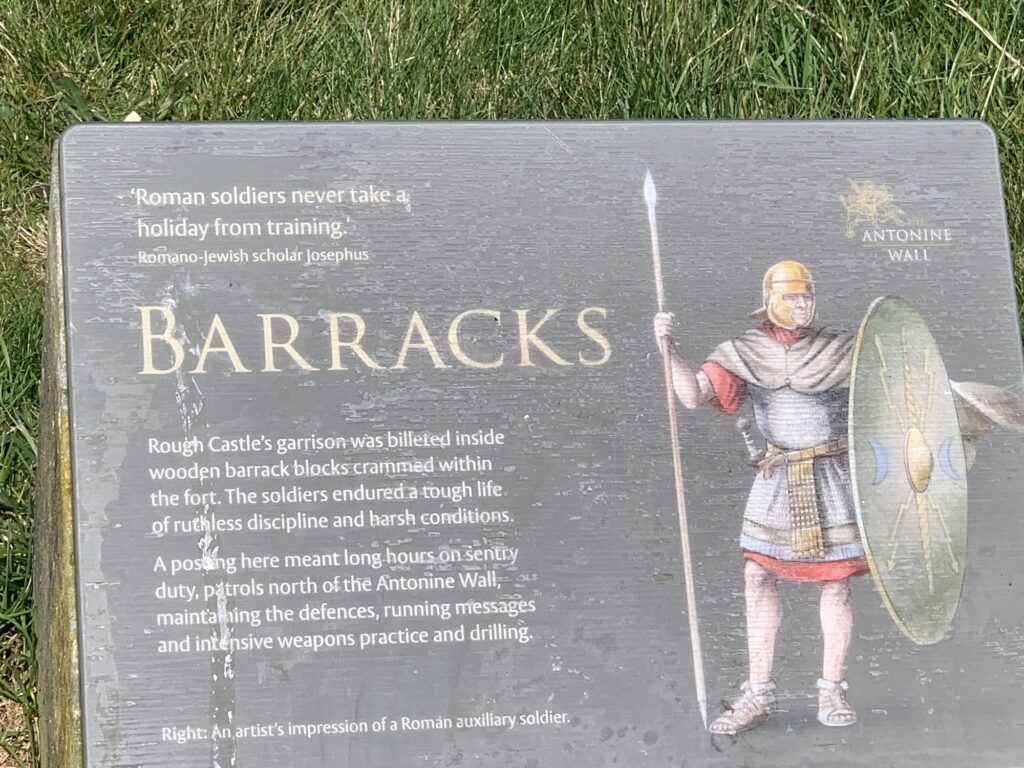 ‘Roman soldiers never take a
holiday from training.’
Romano-Jewish scholar Josephus
THE
ANTONINE
WALL
BARRACKS
Rough Castle’s garrison was billeted inside
wooden barrack blocks crammed within
the fort. The soldiers endured a tough life
of ruthless discipline and harsh conditions.
A posting here meant long hours on sentry
duty, patrols north of the Antonine Wall,
maintaining the defences, running messages
and intensive weapons practice and drilling.
Right: An artist’s impression of a Roman auxiliary soldier.